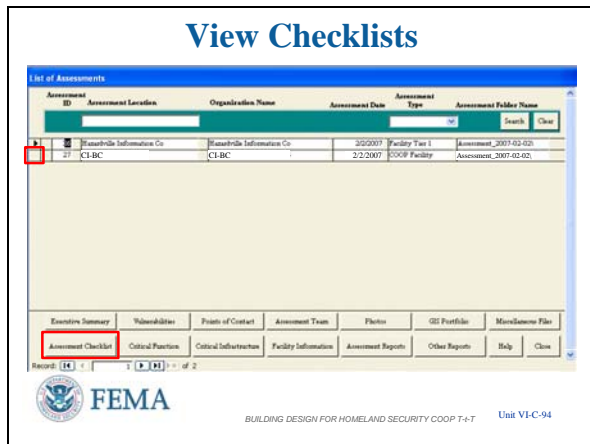 View Checklists
List of Assessments
Assessment ID Assessment Location Organization Name Assessment Date Assessment Type Assessment Folder Name
Search Clear
Hazardville Information Co Hazardville Information Co 2/2/2007 Facility Tier 1 Assessment_2007-02-02\
27 CI-BC CI-BC 2/2/2007 COOP Facility Assessment_2007-02-02\
Executive Summary Vulnerabilities Points of Contact Assessment Team Photos GIS Portfolio Miscellaneous Files
Assessment Checklist Critical Function Critical Infrastructure Facility Information Assessment Reports Other Reports Help Close
Record: 1 of 2
FEMA
BUILDING DESIGN FOR HOMELAND SECURITY COOP T-t-T
Unit VI-C-94